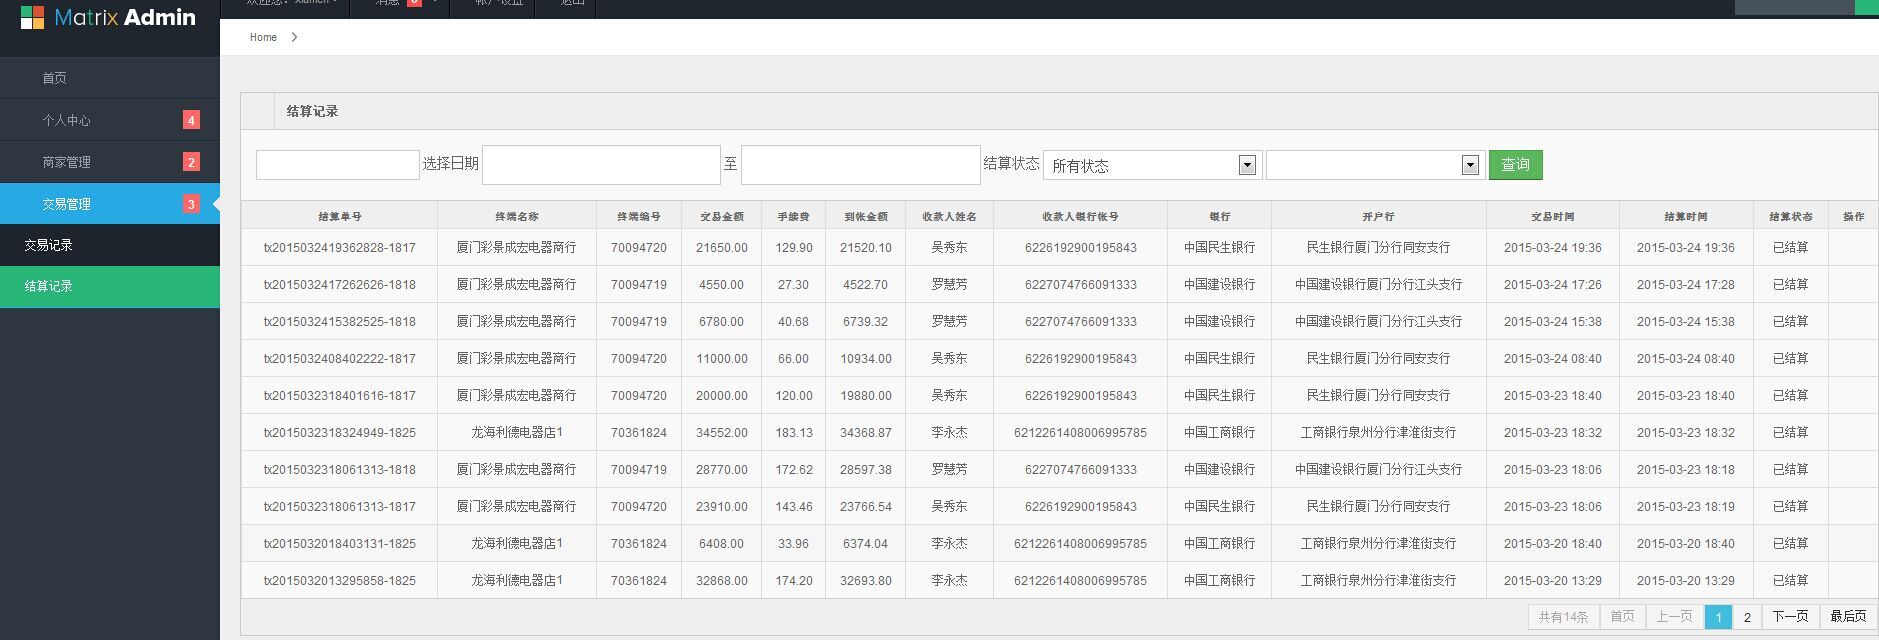 Matrix Admin
欢迎您：xiamen
消息
帐户设置
退出
Home
首页
个人中心 4
商家管理 2
交易管理 3
交易记录
结算记录
结算记录
选择日期 至 结算状态 所有状态 查询
结算单号 终端名称 终端编号 交易金额 手续费 到帐金额 收款人姓名 收款人银行帐号 银行 开户行 交易时间 结算时间 结算状态 操作
tx2015032419362828-1817 厦门彩景成宏电器商行 70094720 21650.00 129.90 21520.10 吴秀东 6226192900195843 中国民生银行 民生银行厦门分行同安支行 2015-03-24 19:36 2015-03-24 19:36 已结算
tx2015032417262626-1818 厦门彩景成宏电器商行 70094719 4550.00 27.30 4522.70 罗慧芳 6227074766091333 中国建设银行 中国建设银行厦门分行江头支行 2015-03-24 17:26 2015-03-24 17:28 已结算
tx2015032415382525-1818 厦门彩景成宏电器商行 70094719 6780.00 40.68 6739.32 罗慧芳 6227074766091333 中国建设银行 中国建设银行厦门分行江头支行 2015-03-24 15:38 2015-03-24 15:38 已结算
tx2015032408402222-1817 厦门彩景成宏电器商行 70094720 11000.00 66.00 10934.00 吴秀东 6226192900195843 中国民生银行 民生银行厦门分行同安支行 2015-03-24 08:40 2015-03-24 08:40 已结算
tx2015032318401616-1817 厦门彩景成宏电器商行 70094720 20000.00 120.00 19880.00 吴秀东 6226192900195843 中国民生银行 民生银行厦门分行同安支行 2015-03-23 18:40 2015-03-23 18:40 已结算
tx2015032318324949-1825 龙海利德电器店1 70361824 34552.00 183.13 34368.87 李永杰 6212261408006995785 中国工商银行 工商银行泉州分行津淮街支行 2015-03-23 18:32 2015-03-23 18:32 已结算
tx2015032318061313-1818 厦门彩景成宏电器商行 70094719 28770.00 172.62 28597.38 罗慧芳 6227074766091333 中国建设银行 中国建设银行厦门分行江头支行 2015-03-23 18:06 2015-03-23 18:18 已结算
tx2015032318061313-1817 厦门彩景成宏电器商行 70094720 23910.00 143.46 23766.54 吴秀东 6226192900195843 中国民生银行 民生银行厦门分行同安支行 2015-03-23 18:06 2015-03-23 18:19 已结算
tx2015032018403131-1825 龙海利德电器店1 70361824 6408.00 33.96 6374.04 李永杰 6212261408006995785 中国工商银行 工商银行泉州分行津淮街支行 2015-03-20 18:40 2015-03-20 18:40 已结算
tx2015032013295858-1825 龙海利德电器店1 70361824 32868.00 174.20 32693.80 李永杰 6212261408006995785 中国工商银行 工商银行泉州分行津淮街支行 2015-03-20 13:29 2015-03-20 13:29 已结算
共有14条 首页 上一页 1 2 下一页 最后页